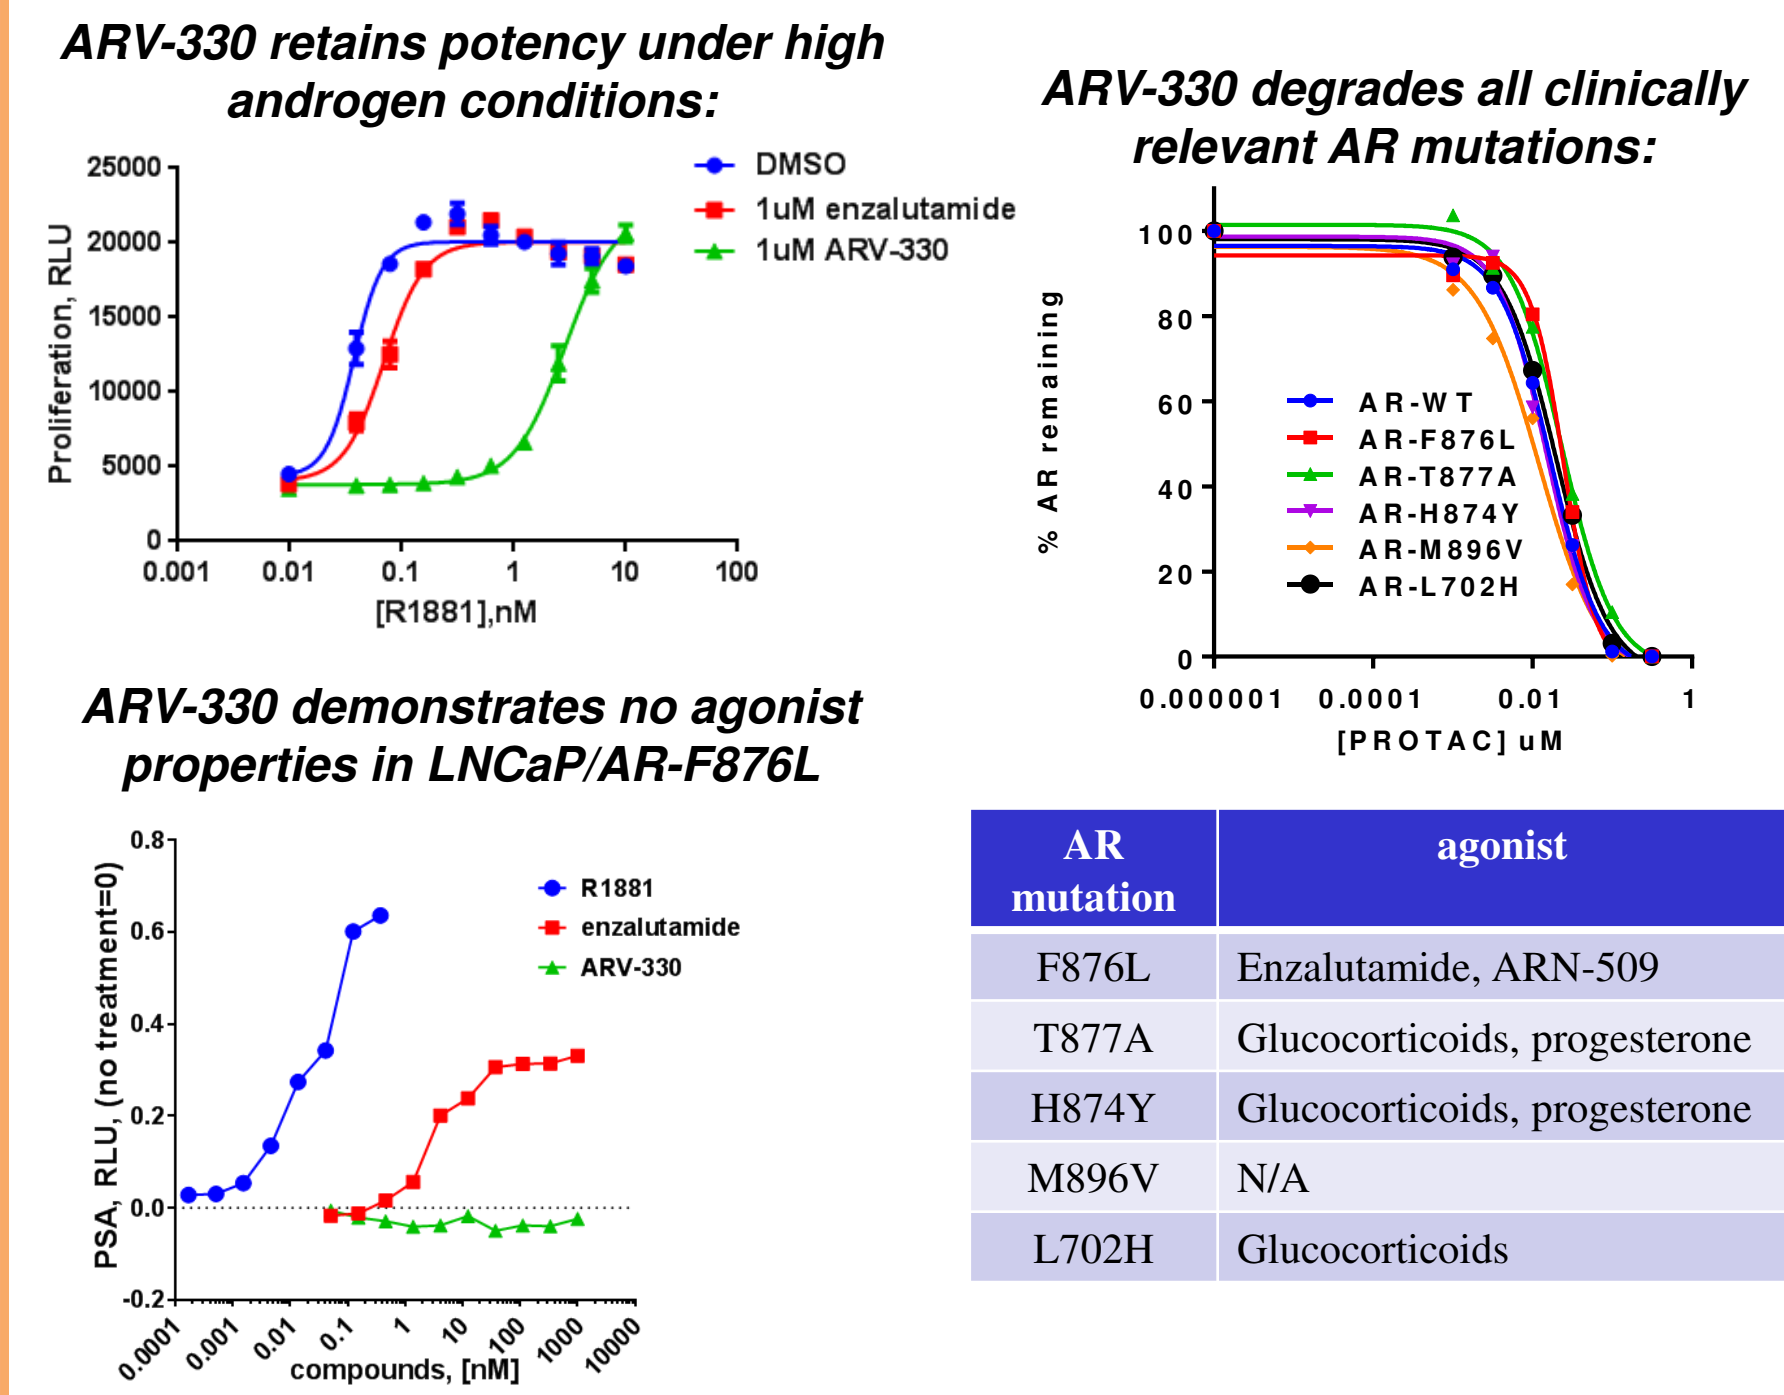 ARV-330 retains potency under high
androgen conditions:
25000
20000
15000
10000
5000
0
Proliferation, RLU
0.001 0.01 0.1 1 10 100
[R1881],nM
DMSO
1uM enzalutamide
1uM ARV-330
ARV-330 degrades all clinically
relevant AR mutations:
100
80
60
40
20
0
% AR remaining
AR-WT
AR-F876L
AR-T877A
AR-H874Y
AR-M896V
AR-L702H
0.000001 0.0001 0.01 1
[PROTAC] uM
ARV-330 demonstrates no agonist
properties in LNCaP/AR-F876L
0.8
0.6
0.4
0.2
0.0
-0.2
PSA, RLU, (no treatment=0)
R1881
enzalutamide
ARV-330
0.0001 0.001 0.01 0.1 1 10 100 1000 10000
compounds, [nM]
AR mutation agonist
F876L Enzalutamide, ARN-509
T877A Glucocorticoids, progesterone
H874Y Glucocorticoids, progesterone
M896V N/A
L702H Glucocorticoids